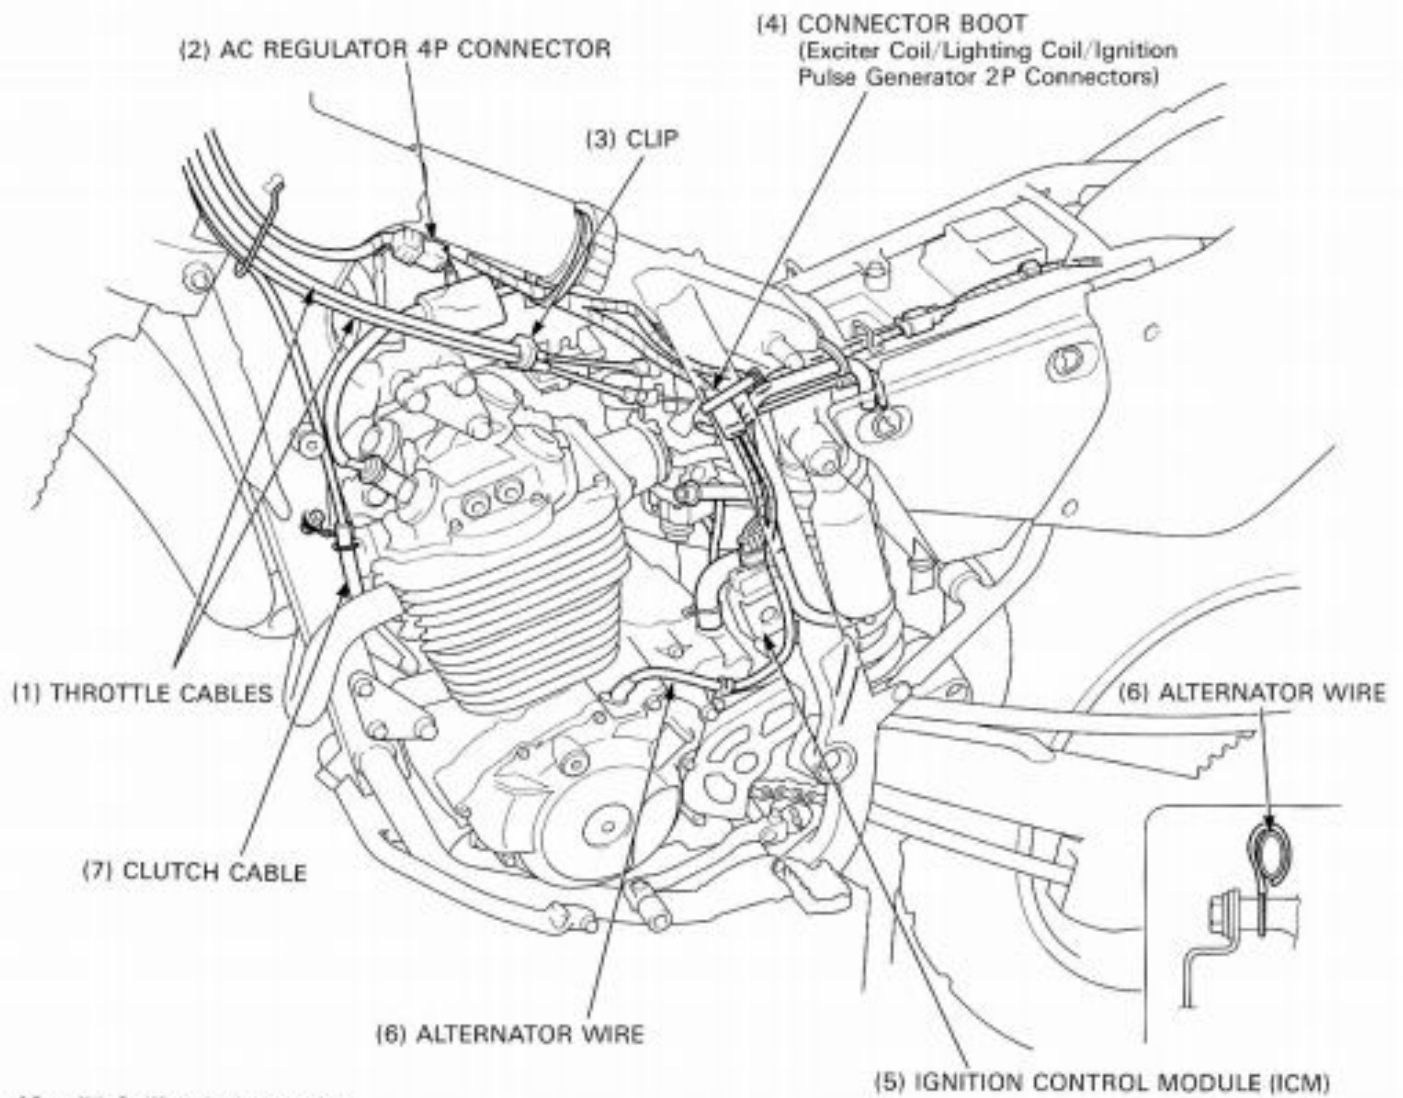 (4) CONNECTOR BOOT
(Exciter Coil/Lighting Coil/Ignition
Pulse Generator 2P Connectors)
(2) AC REGULATOR 4P CONNECTOR
(3) CLIP
(1) THROTTLE CABLES
(6) ALTERNATOR WIRE
(7) CLUTCH CABLE
(6) ALTERNATOR WIRE
(5) IGNITION CONTROL MODULE (ICM)